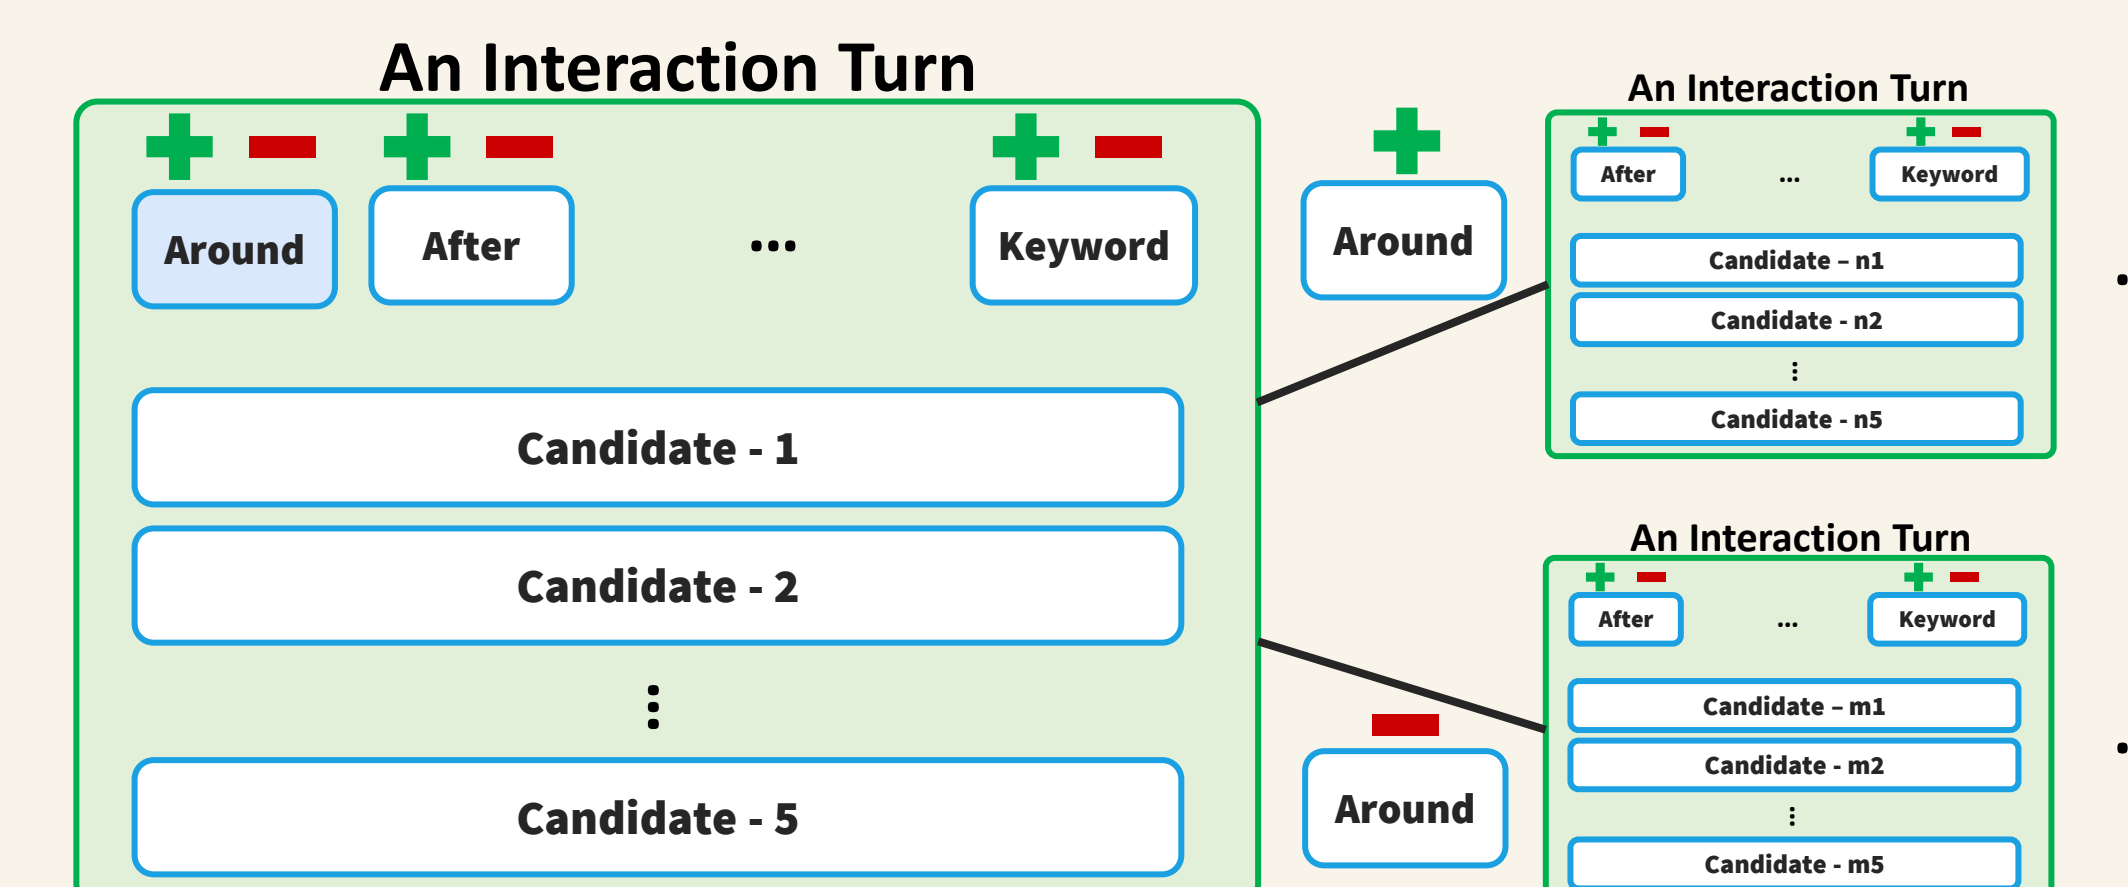 An Interaction Turn
Around
After
...
Keyword
Candidate - 1
Candidate - 2
⋮
Candidate - 5
Around
Around
An Interaction Turn
After
...
Keyword
Candidate – n1
Candidate - n2
⋮
Candidate - n5
An Interaction Turn
After
...
Keyword
Candidate – m1
Candidate - m2
⋮
Candidate - m5